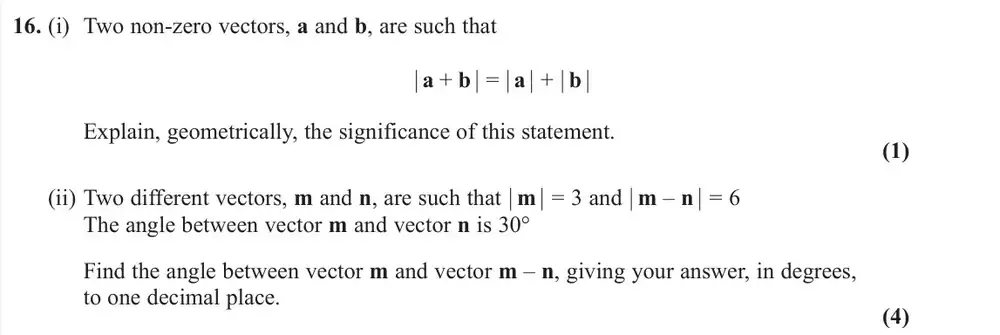 16. (i) Two non-zero vectors, a and b, are such that
| a + b | = | a | + | b |
Explain, geometrically, the significance of this statement.
(1)
(ii) Two different vectors, m and n, are such that | m | = 3 and | m – n | = 6
The angle between vector m and vector n is 30°
Find the angle between vector m and vector m – n, giving your answer, in degrees,
to one decimal place.
(4)